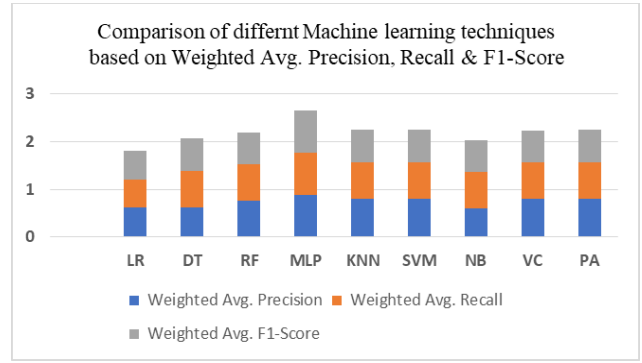 Comparison of differnt Machine learning techniques
based on Weighted Avg. Precision, Recall & F1-Score
3
2
1
0
LR DT RF MLP KNN SVM NB VC PA
Weighted Avg. Precision Weighted Avg. Recall
Weighted Avg. F1-Score